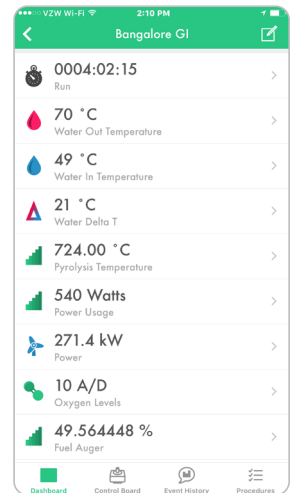 VZW Wi-Fi 2:10 PM
Bangalore GI
0004:02:15
Run
70 °C
Water Out Temperature
49 °C
Water In Temperature
21 °C
Water Delta T
724.00 °C
Pyrolysis Temperature
540 Watts
Power Usage
271.4 kW
Power
10 A/D
Oxygen Levels
49.564448 %
Fuel Auger
Dashboard Control Board Event History Procedures